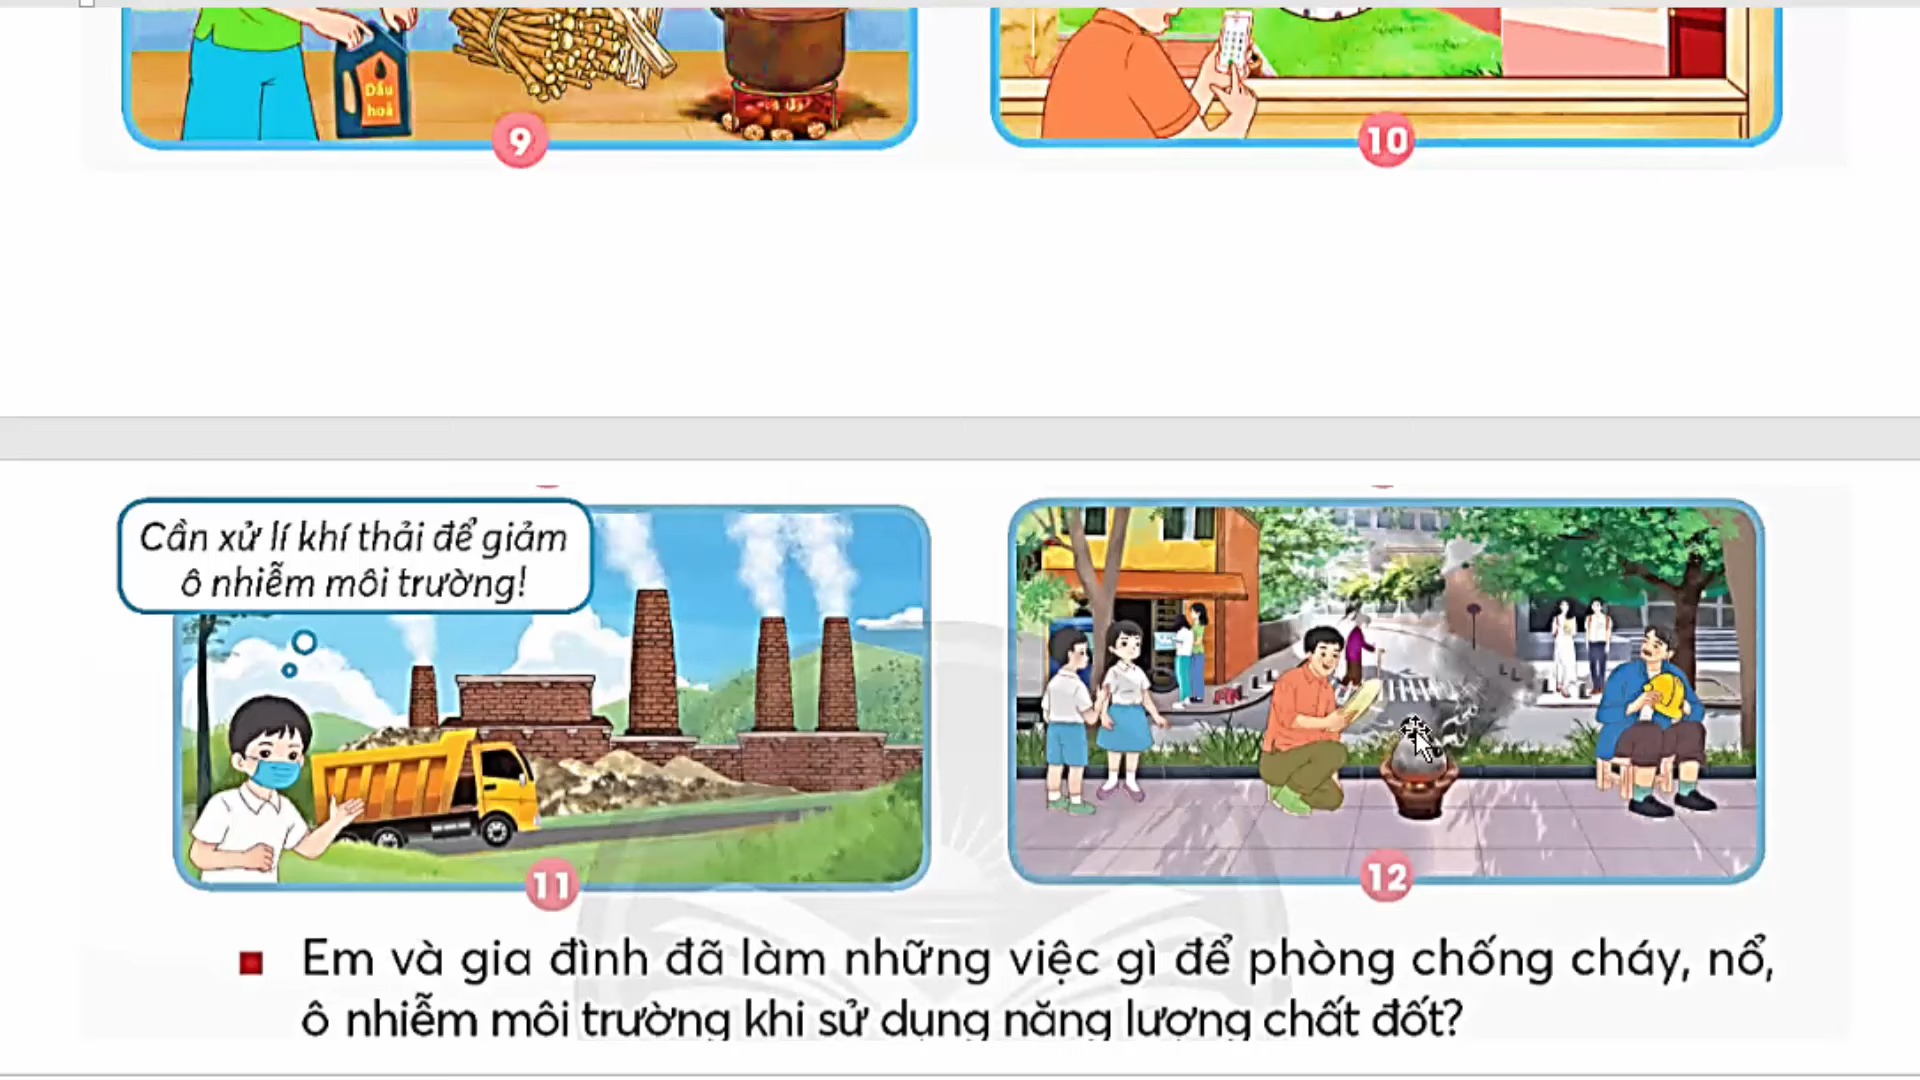 Dầu
hoả
9
10
Cần xử lí khí thải để giảm
ô nhiễm môi trường!
11
12
Em và gia đình đã làm những việc gì để phòng chống cháy, nổ,
ô nhiễm môi trường khi sử dụng năng lượng chất đốt?